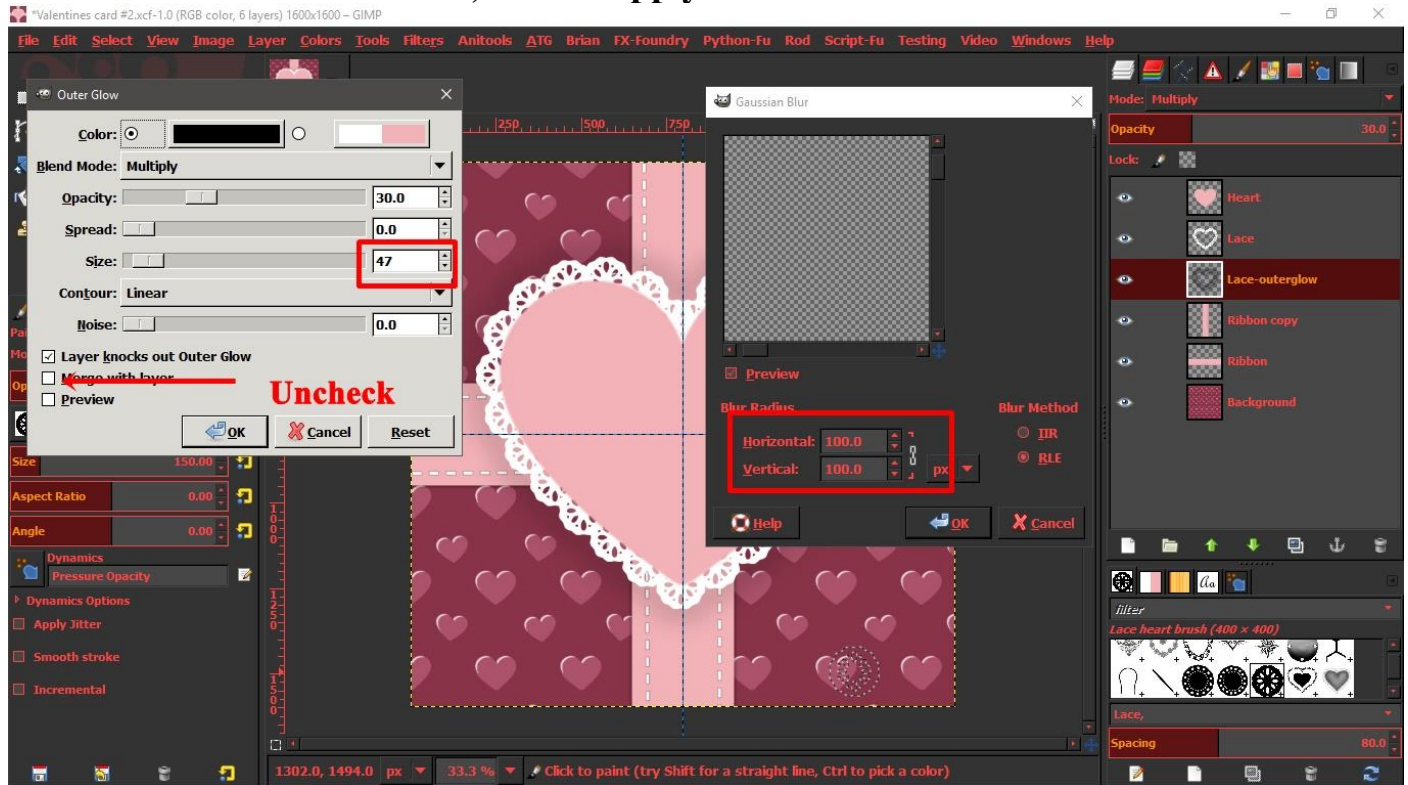 , apply
*Valentines card #2.xcf-1.0 (RGB color, 6 layers) 1600x1600 – GIMP
File Edit Select View Image Layer Colors Tools Filters Anitools ATG Brian FX-Foundry Python-Fu Rod Script-Fu Testing Video Windows Help
Outer Glow
Color:
Blend Mode: Multiply
Opacity: 30.0
Spread: 0.0
Size: 47
Contour: Linear
Noise: 0.0
Layer knocks out Outer Glow
Merge with layer
Preview
Uncheck
OK Cancel Reset
250 500 750
Gaussian Blur
Preview
Blur Radius
Blur Method
Horizontal: 100.0
Vertical: 100.0
px
IIR
RLE
Help OK Cancel
Mode: Multiply
Opacity 30.0
Lock:
Heart
Lace
Lace-outerglow
Ribbon copy
Ribbon
Background
Size 150.00
Aspect Ratio 0.00
Angle 0.00
Dynamics
Pressure Opacity
Dynamics Options
Apply Jitter
Smooth stroke
Incremental
filter
Lace heart brush (400 × 400)
Lace,
Spacing 80.0
1302.0, 1494.0 px 33.3 % Click to paint (try Shift for a straight line, Ctrl to pick a color)